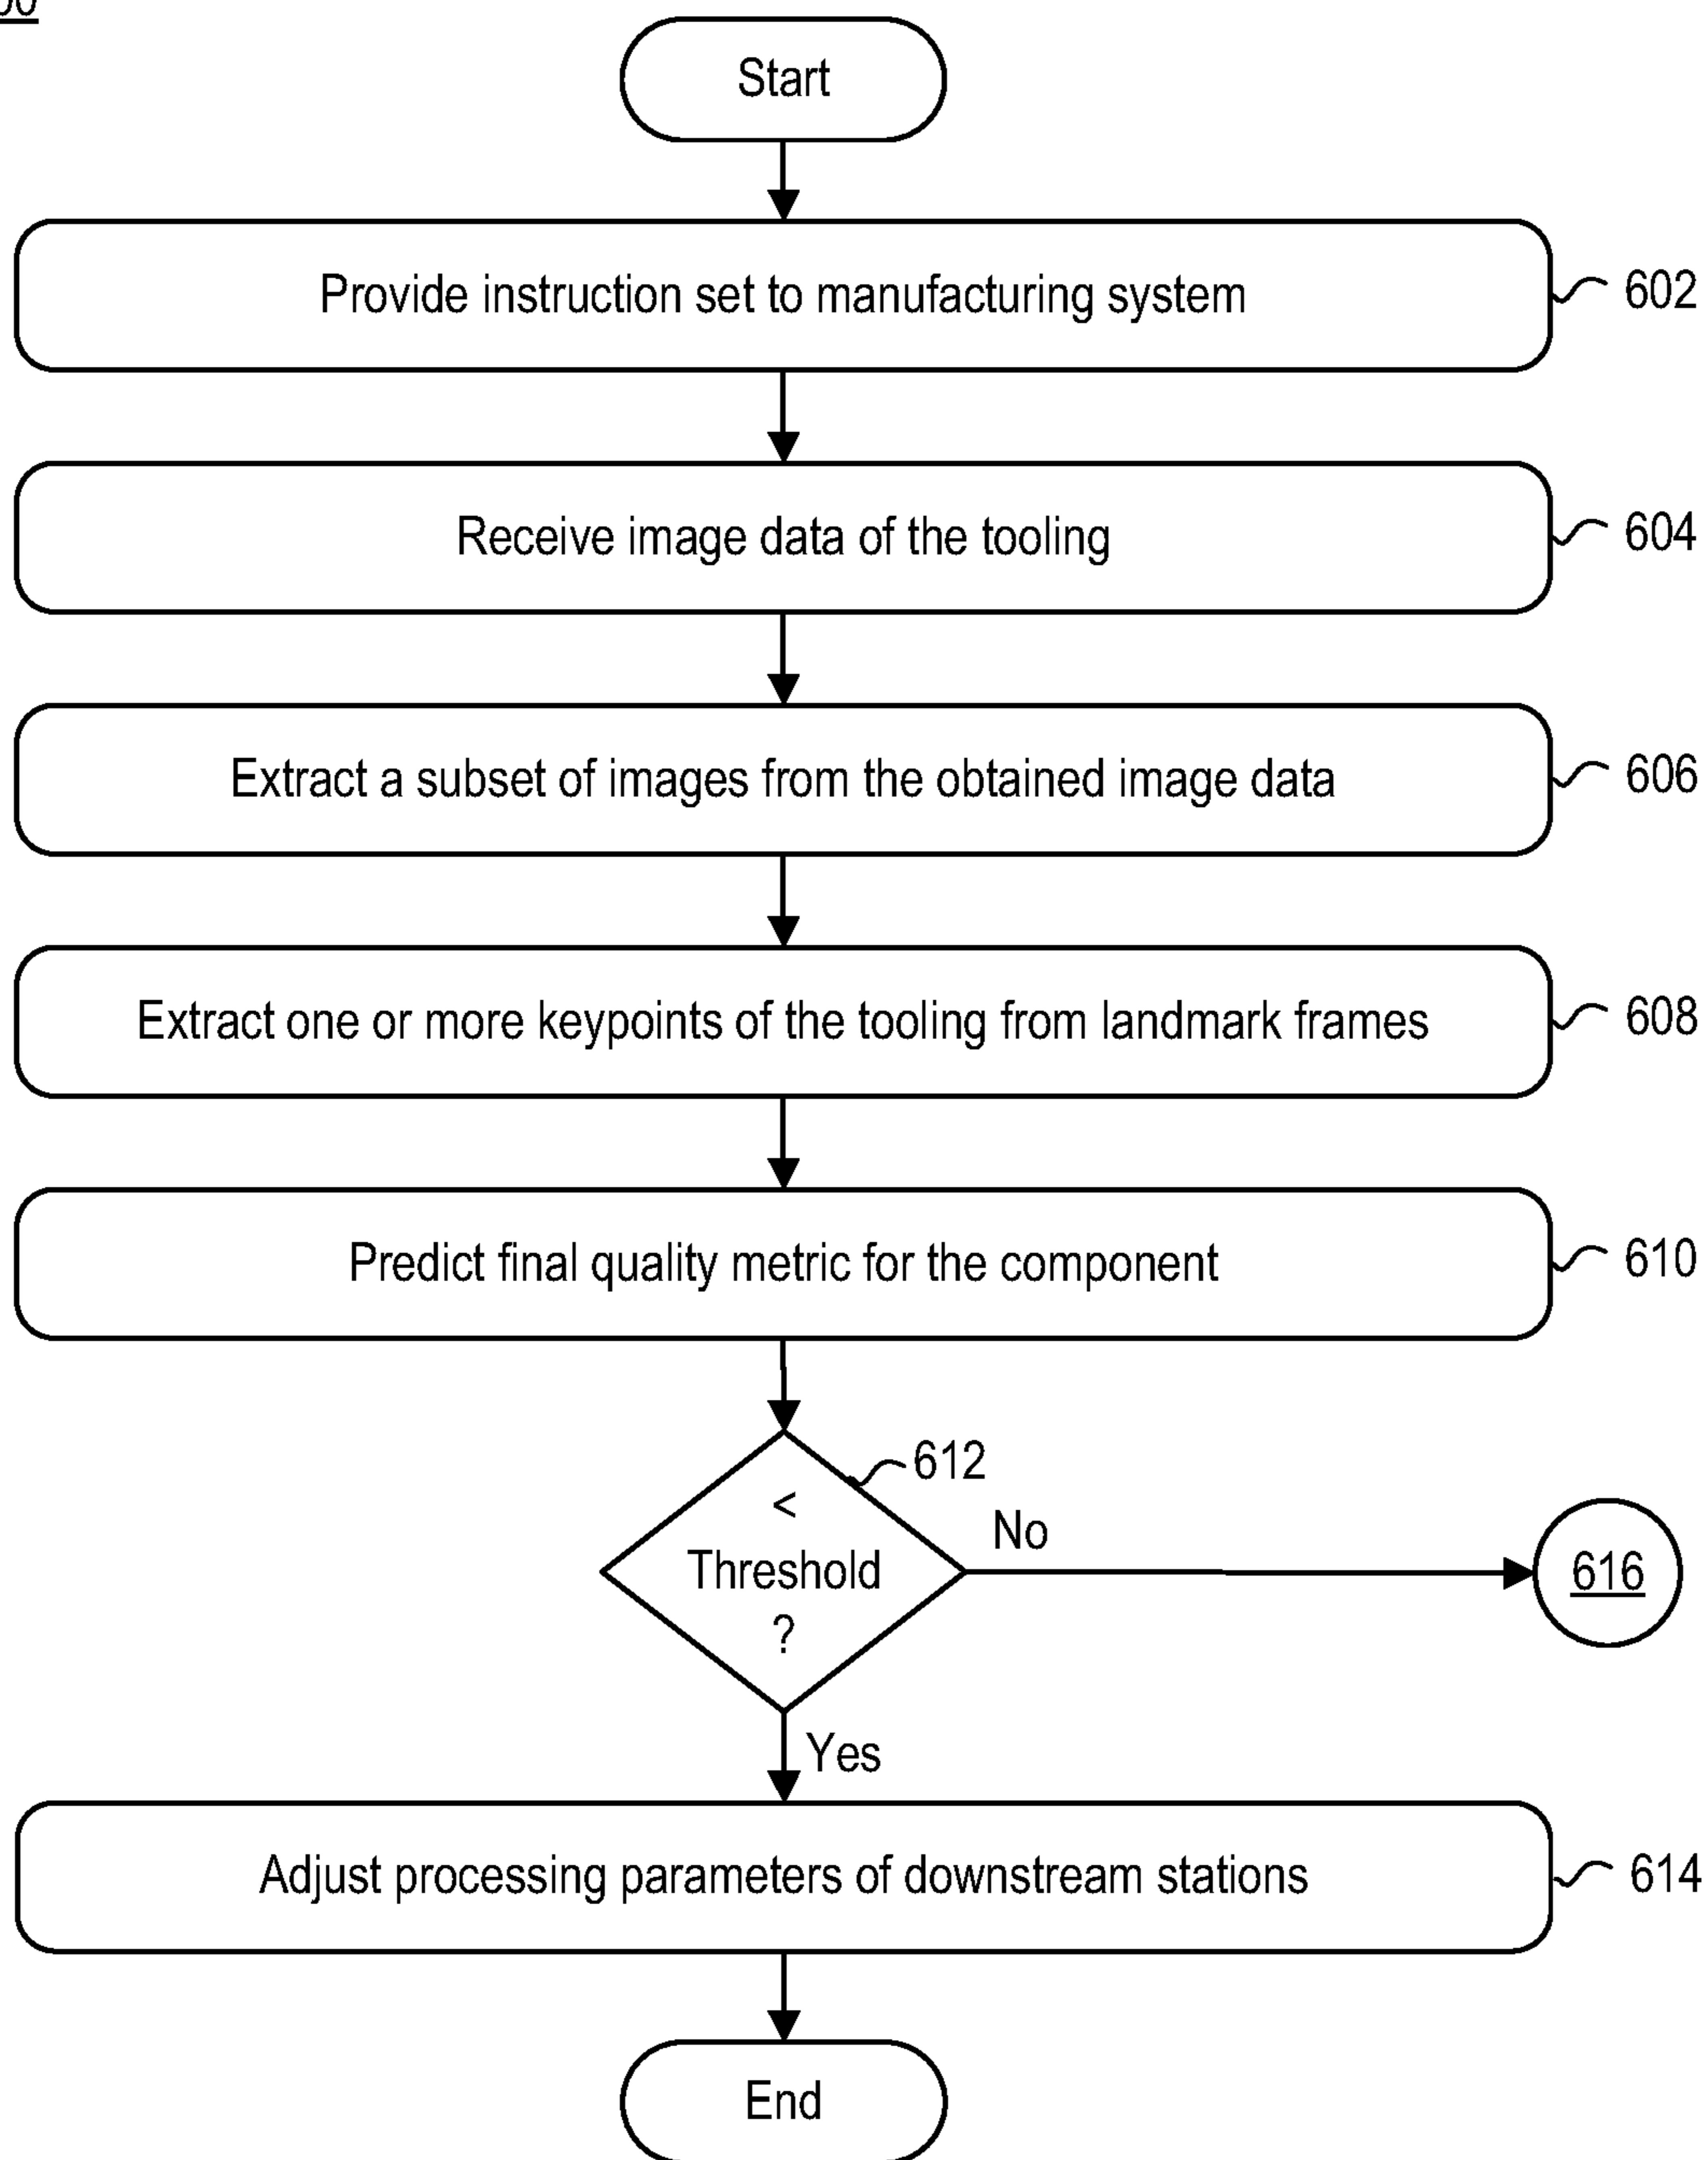 Start
Provide instruction set to manufacturing system
602
Receive image data of the tooling
604
Extract a subset of images from the obtained image data
606
Extract one or more keypoints of the tooling from landmark frames
608
Predict final quality metric for the component
610
612
<
Threshold
?
No
616
Yes
Adjust processing parameters of downstream stations
614
End